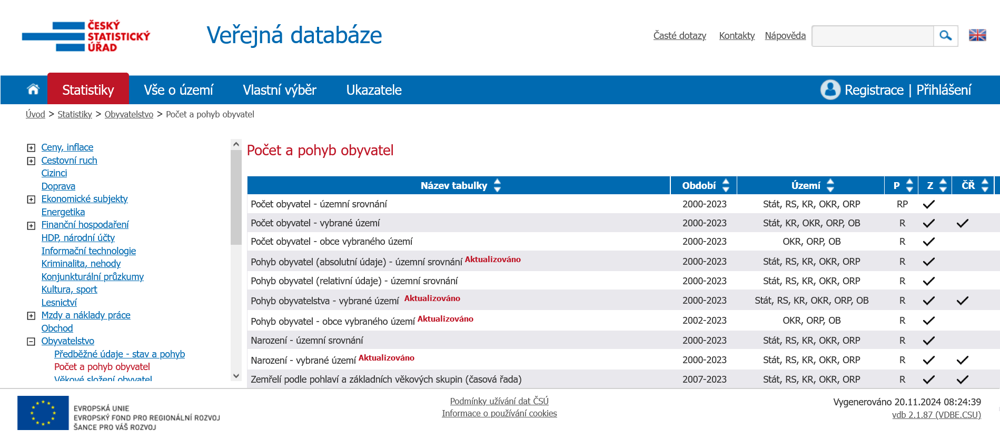 ČESKÝ
STATISTICKÝ
ÚŘAD
Veřejná databáze
Časté dotazy Kontakty Nápověda
Statistiky Vše o území Vlastní výběr Ukazatele Registrace | Přihlášení
Úvod > Statistiky > Obyvatelstvo > Počet a pohyb obyvatel
Ceny, inflace
Cestovní ruch
Cizinci
Doprava
Ekonomické subjekty
Energetika
Finanční hospodaření
HDP, národní účty
Informační technologie
Kriminalita, nehody
Konjunkturální průzkumy
Kultura, sport
Lesnictví
Mzdy a náklady práce
Obchod
Obyvatelstvo
Předběžné údaje - stav a pohyb
Počet a pohyb obyvatel
Věkové složení obyvatel
Počet a pohyb obyvatel
Název tabulky Období Území P Z ČŘ
Počet obyvatel - územní srovnání 2000-2023 Stát, RS, KR, OKR, ORP RP ✓
Počet obyvatel - vybrané území 2000-2023 Stát, KR, OKR, ORP, OB R ✓ ✓
Počet obyvatel - obce vybraného území 2000-2023 OKR, ORP, OB R ✓
Pohyb obyvatel (absolutní údaje) - územní srovnání Aktualizováno 2000-2023 Stát, RS, KR, OKR, ORP R ✓
Pohyb obyvatel (relativní údaje) - územní srovnání 2000-2023 Stát, RS, KR, OKR, ORP R ✓
Pohyb obyvatelstva - vybrané území Aktualizováno 2000-2023 Stát, RS, KR, OKR, ORP, OB R ✓ ✓
Pohyb obyvatel - obce vybraného území Aktualizováno 2002-2023 OKR, ORP, OB R ✓
Narození - územní srovnání 2000-2023 Stát, RS, KR, OKR, ORP R ✓
Narození - vybrané území Aktualizováno 2000-2023 Stát, RS, KR, OKR, ORP R ✓ ✓
Zemřelí podle pohlaví a základních věkových skupin (časová řada) 2007-2023 Stát, RS, KR, OKR, ORP R ✓ ✓
EVROPSKÁ UNIE
EVROPSKÝ FOND PRO REGIONÁLNÍ ROZVOJ
ŠANCE PRO VÁŠ ROZVOJ
Podmínky užívání dat ČSÚ
Informace o používání cookies
Vygenerováno 20.11.2024 08:24:39
vdb 2.1.87 (VDBE.CSU)